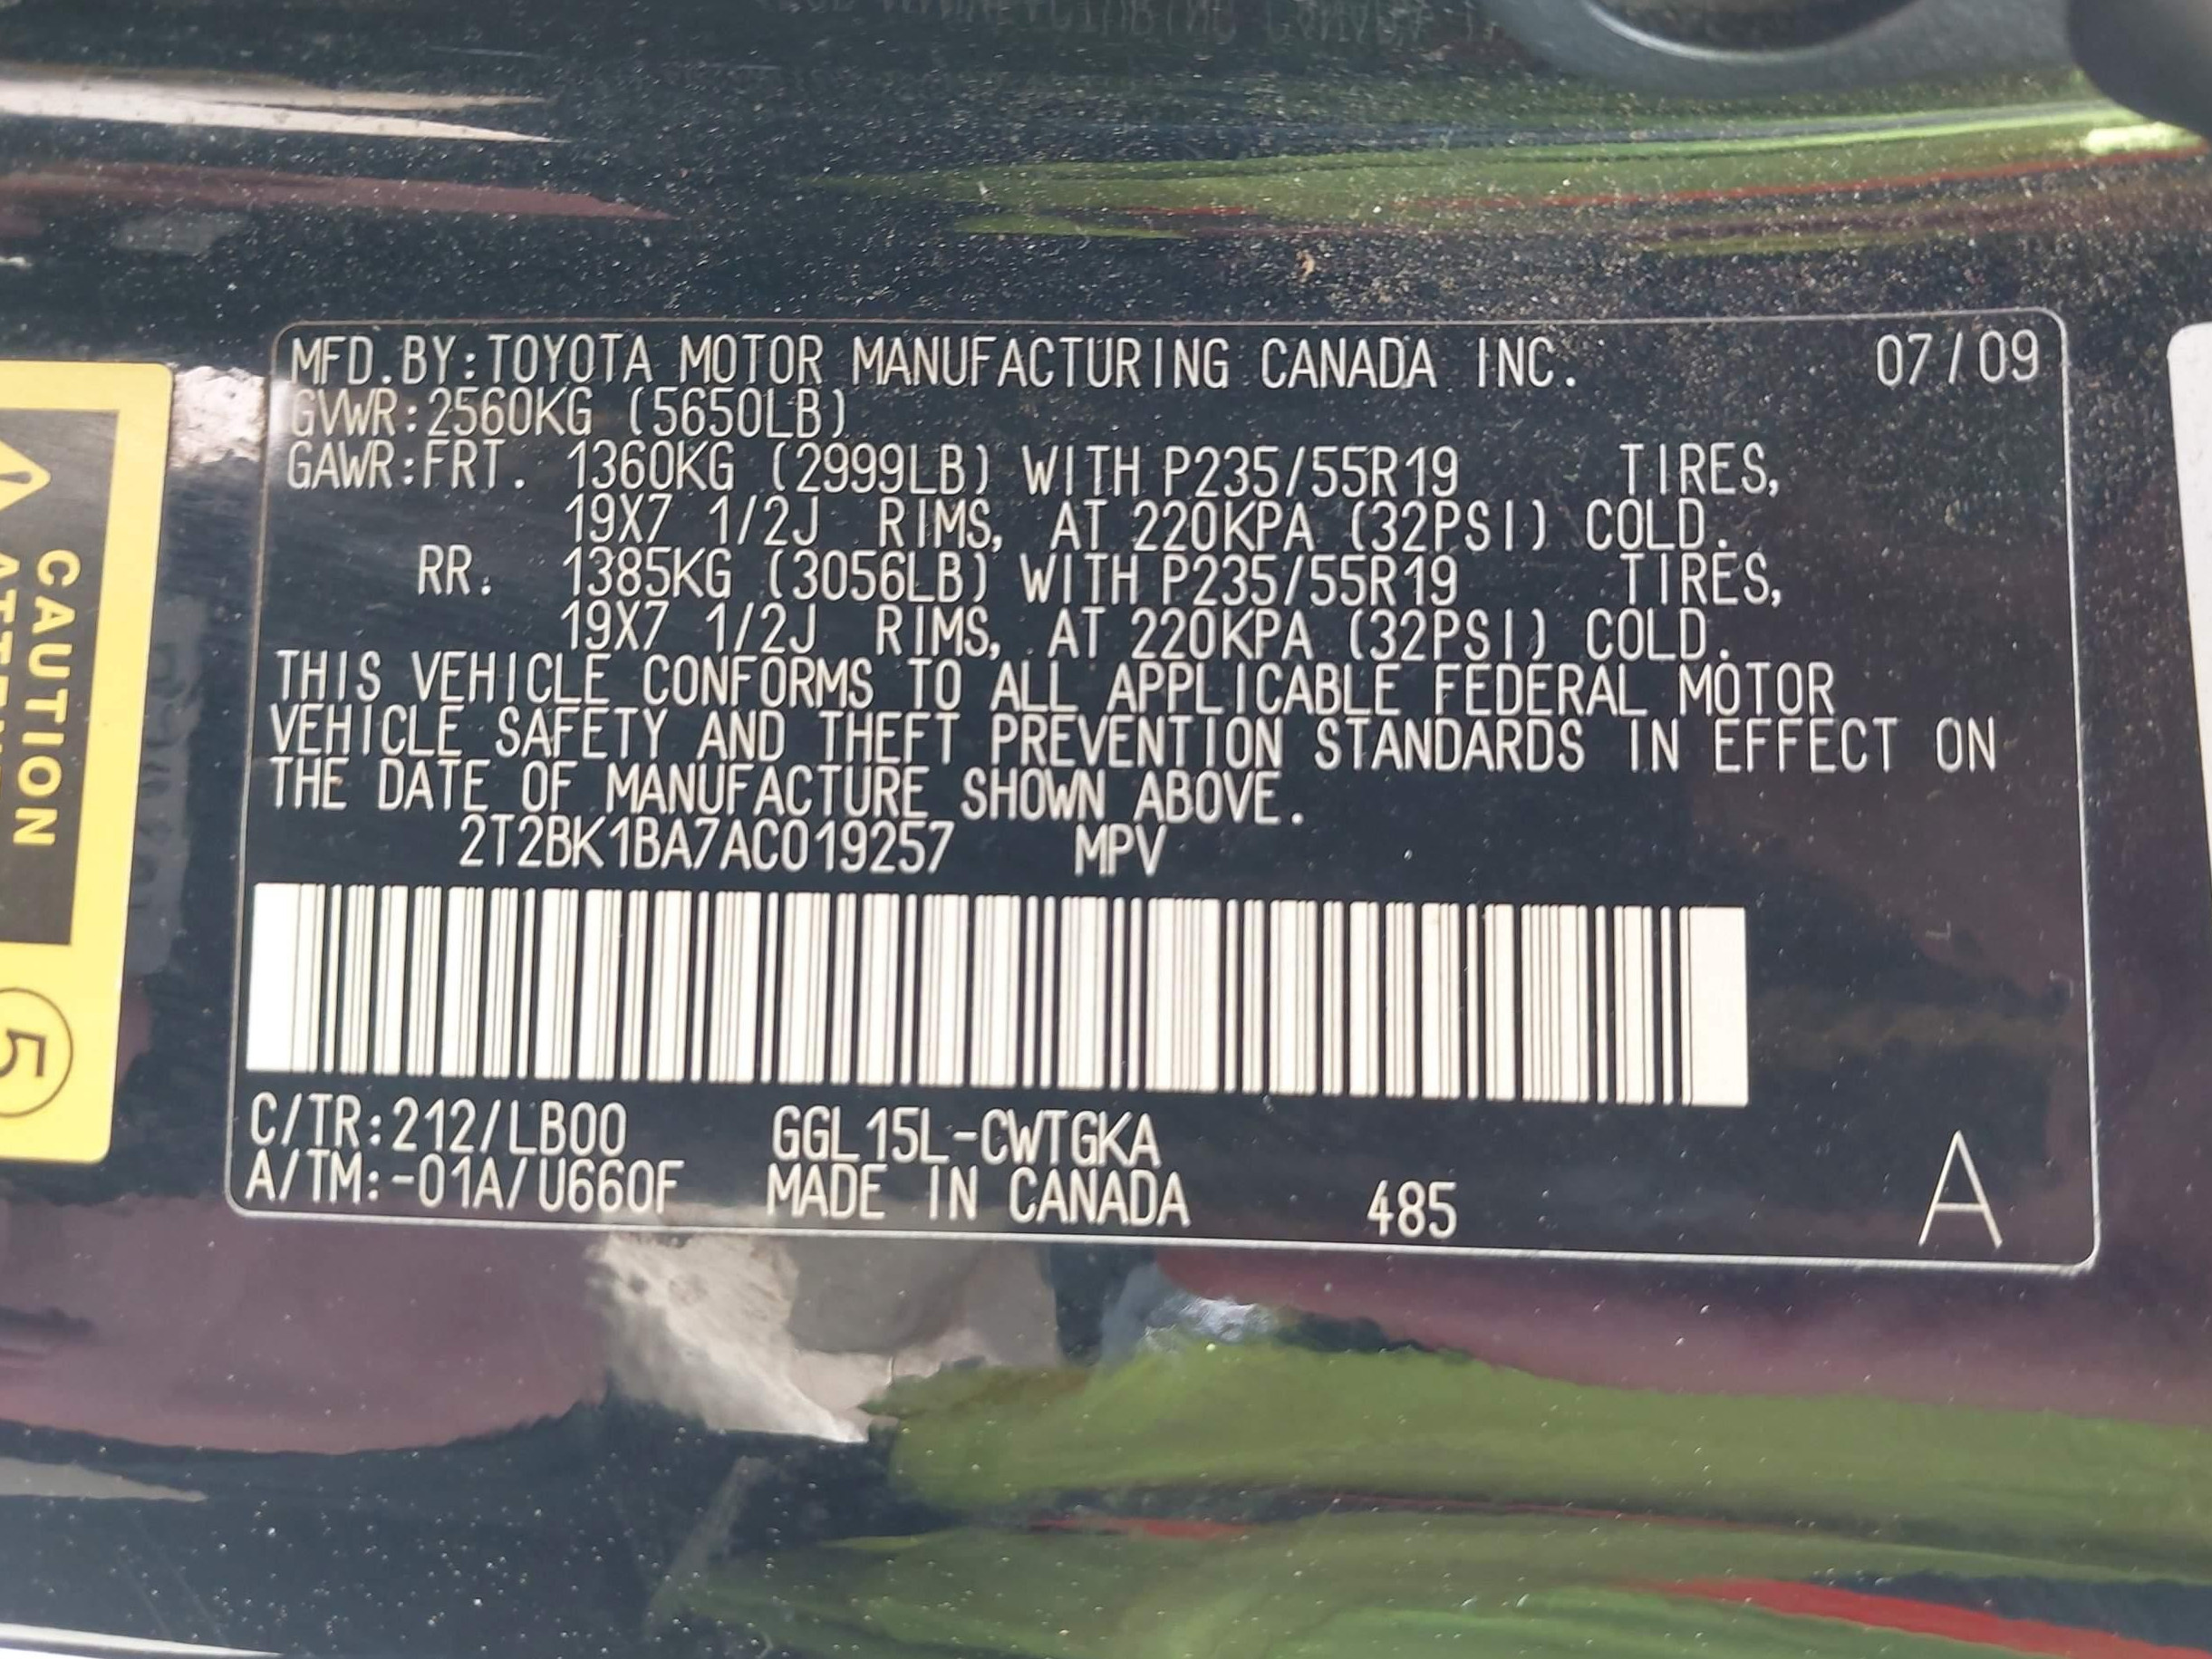 MFD.BY:TOYOTA MOTOR MANUFACTURING CANADA INC. 07/09
GVWR:2560KG (5650LB)
GAWR:FRT. 1360KG (2999LB) WITH P235/55R19 TIRES,
19X7 1/2J RIMS, AT 220KPA (32PSI) COLD.
RR. 1385KG (3056LB) WITH P235/55R19 TIRES,
19X7 1/2J RIMS, AT 220KPA (32PSI) COLD.
THIS VEHICLE CONFORMS TO ALL APPLICABLE FEDERAL MOTOR
VEHICLE SAFETY AND THEFT PREVENTION STANDARDS IN EFFECT ON
THE DATE OF MANUFACTURE SHOWN ABOVE.
2T2BK1BA7AC019257 MPV
C/TR:212/LB00 GGL15L-CWTGKA
A/TM:-01A/U660F MADE IN CANADA 485 A
CAUTION
5